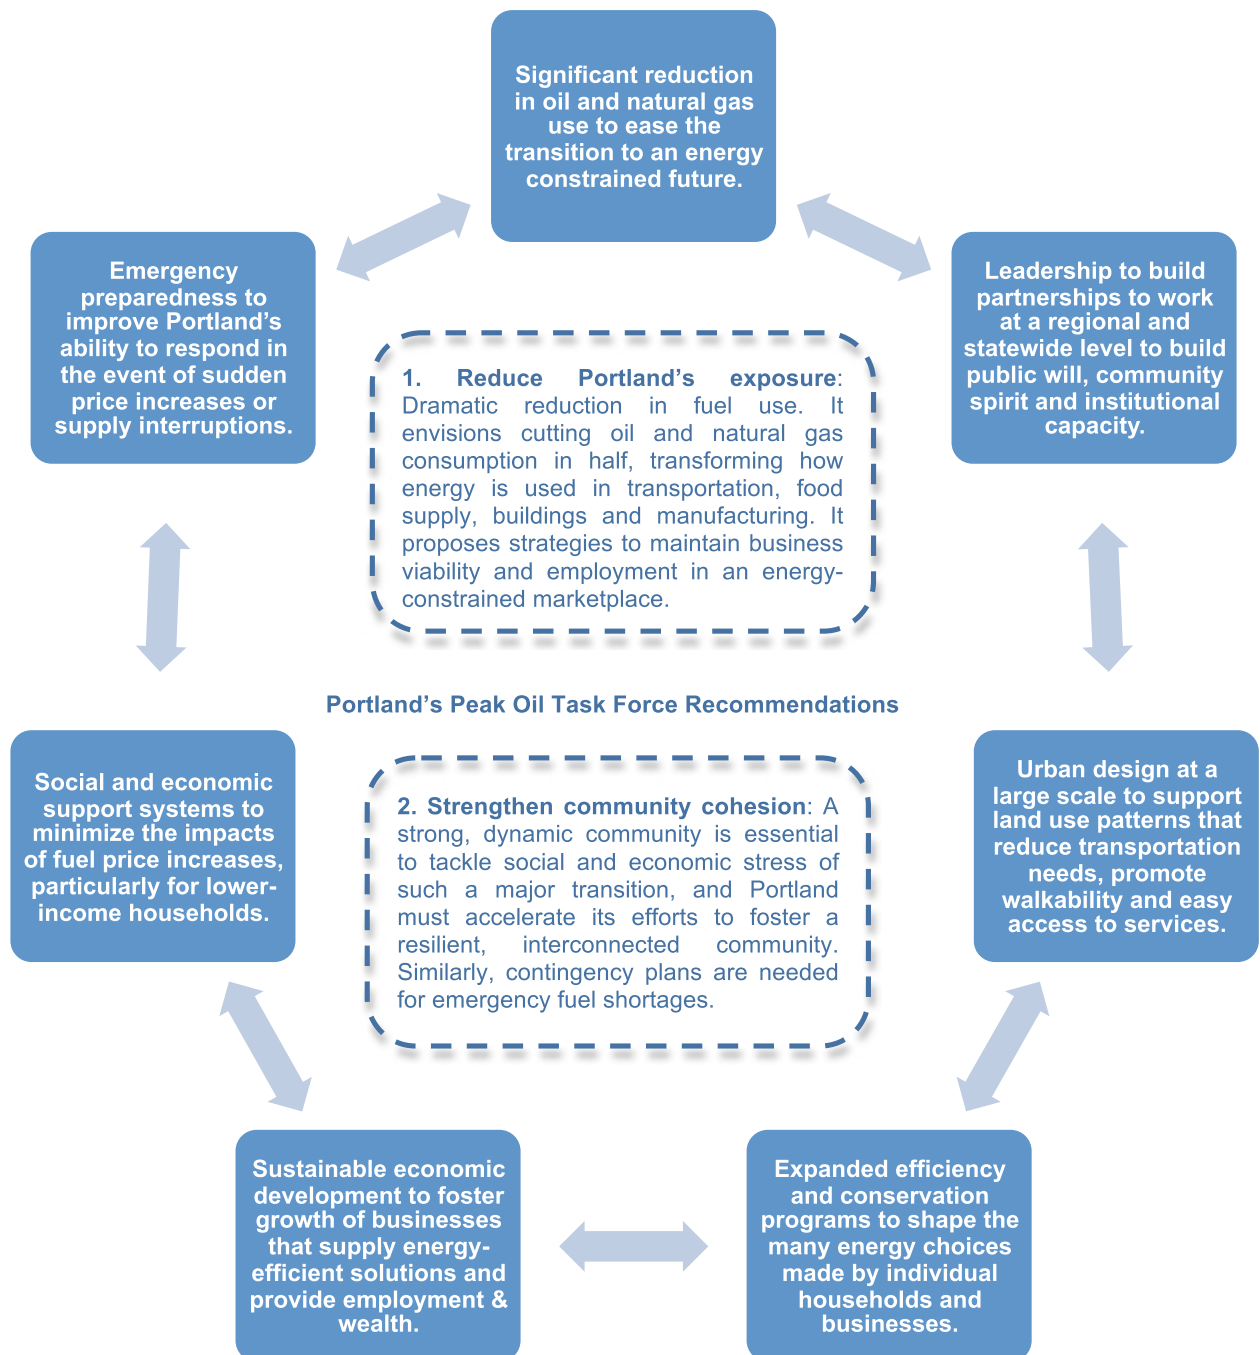 Significant reduction
in oil and natural gas
use to ease the
transition to an energy
constrained future.
Emergency
preparedness to
improve Portland’s
ability to respond in
the event of sudden
price increases or
supply interruptions.
Leadership to build
partnerships to work
at a regional and
statewide level to build
public will, community
spirit and institutional
capacity.
1. Reduce Portland’s exposure:
Dramatic reduction in fuel use. It
envisions cutting oil and natural gas
consumption in half, transforming how
energy is used in transportation, food
supply, buildings and manufacturing. It
proposes strategies to maintain business
viability and employment in an energy-
constrained marketplace.
Portland’s Peak Oil Task Force Recommendations
Social and economic
support systems to
minimize the impacts
of fuel price increases,
particularly for lower-
income households.
2. Strengthen community cohesion: A
strong, dynamic community is essential
to tackle social and economic stress of
such a major transition, and Portland
must accelerate its efforts to foster a
resilient, interconnected community.
Similarly, contingency plans are needed
for emergency fuel shortages.
Urban design at a
large scale to support
land use patterns that
reduce transportation
needs, promote
walkability and easy
access to services.
Sustainable economic
development to foster
growth of businesses
that supply energy-
efficient solutions and
provide employment &
wealth.
Expanded efficiency
and conservation
programs to shape the
many energy choices
made by individual
households and
businesses.